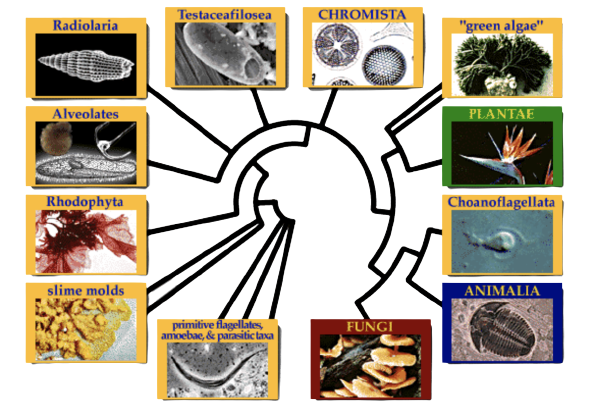 Radiolaria
Testaceafilosea
CHROMISTA
"green algae"
Alveolates
PLANTAE
Rhodophyta
Choanoflagellata
slime molds
ANIMALIA
primitive flagellates,
amoebae, & parasitic taxa
FUNGI